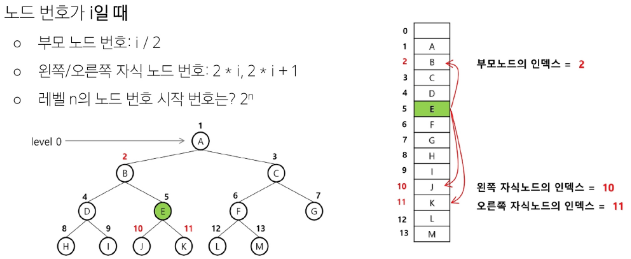 노드 번호가 i일 때
○ 부모 노드 번호: i / 2
○ 왼쪽/오른쪽 자식 노드 번호: 2 * i, 2 * i + 1
○ 레벨 n의 노드 번호 시작 번호는? 2ⁿ
level 0
1
A
2
3
B
C
4
5
6
7
D
E
F
G
8
9
10
11
12
13
H
I
J
K
L
M
0
1 A
2 B
3 C
4 D
5 E
6 F
7 G
8 H
9 I
10 J
11 K
12 L
13 M
부모노드의 인덱스 = 2
왼쪽 자식노드의 인덱스 = 10
오른쪽 자식노드의 인덱스 = 11